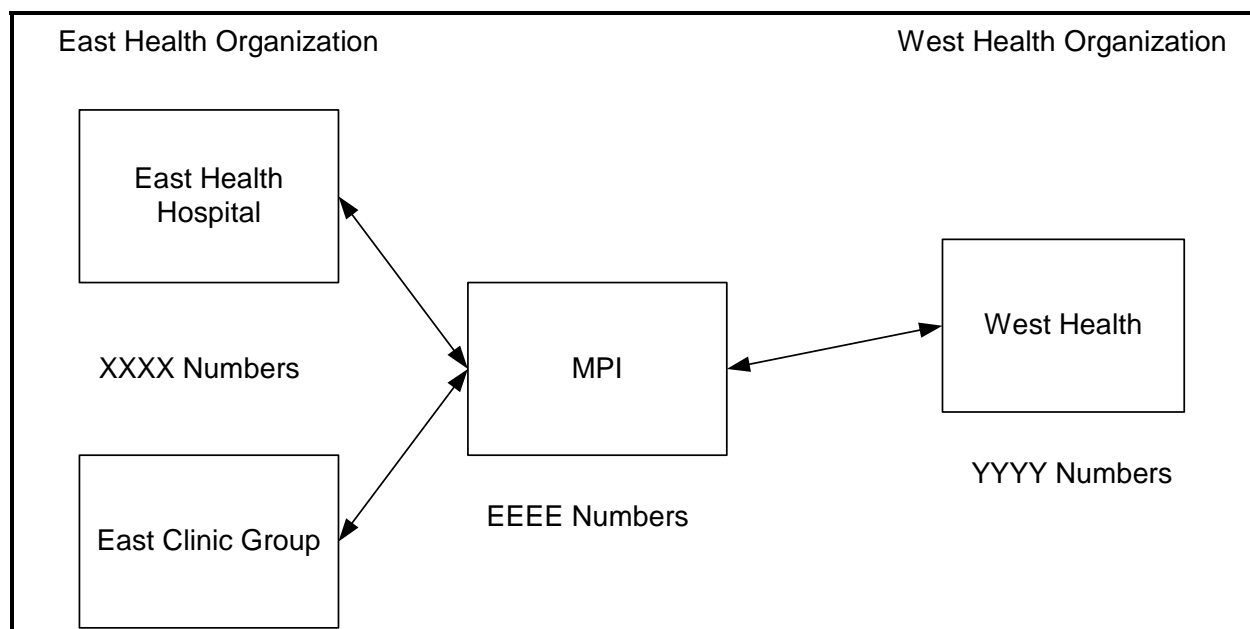 East Health Organization
West Health Organization
East Health
Hospital
West Health
XXXX Numbers
MPI
YYYY Numbers
EEEE Numbers
East Clinic Group